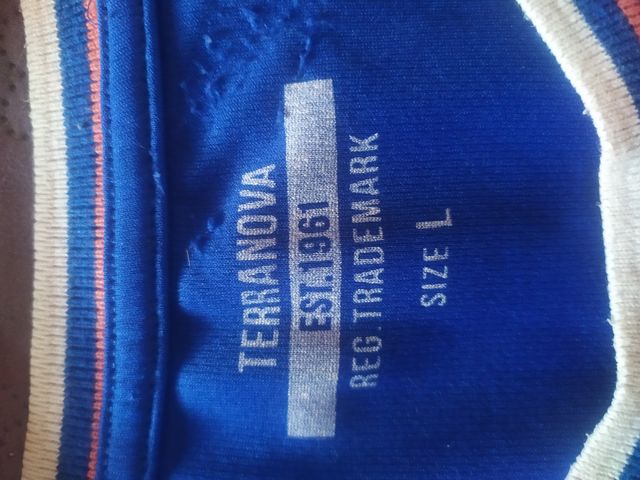 TERRANOVA
EST.1961
REG.TRADEMARK
SIZE L